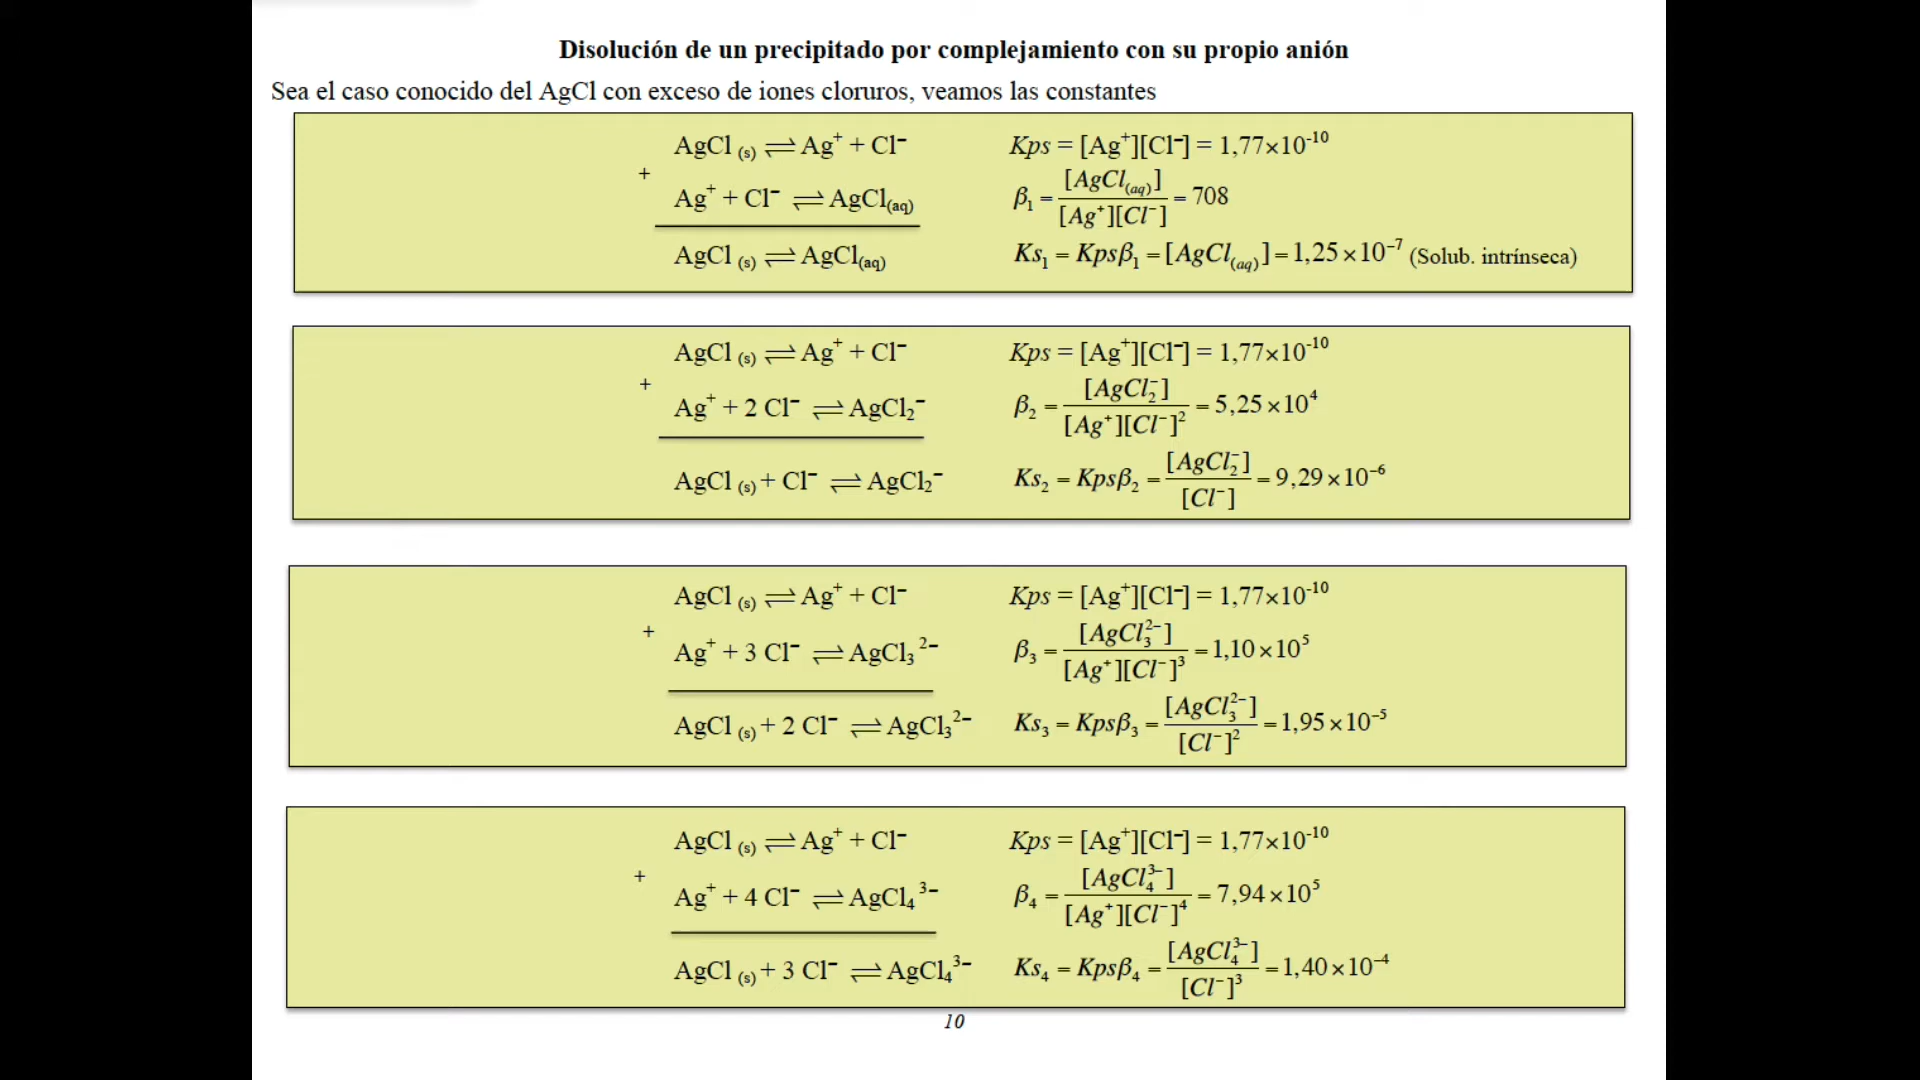 Disolución de un precipitado por complejamiento con su propio anión
Sea el caso conocido del AgCl con exceso de iones cloruros, veamos las constantes
AgCl (s) ⇌ Ag⁺ + Cl⁻ Kps = [Ag⁺][Cl⁻] = 1,77×10⁻¹⁰
+
Ag⁺ + Cl⁻ ⇌ AgCl(aq) β₁ = [AgCl(aq)] / [Ag⁺][Cl⁻] = 708
AgCl (s) ⇌ AgCl(aq) Ks₁ = Kpsβ₁ = [AgCl(aq)] = 1,25×10⁻⁷ (Solub. intrínseca)
AgCl (s) ⇌ Ag⁺ + Cl⁻ Kps = [Ag⁺][Cl⁻] = 1,77×10⁻¹⁰
+
Ag⁺ + 2 Cl⁻ ⇌ AgCl₂⁻ β₂ = [AgCl₂⁻] / [Ag⁺][Cl⁻]² = 5,25×10⁴
AgCl (s) + Cl⁻ ⇌ AgCl₂⁻ Ks₂ = Kpsβ₂ = [AgCl₂⁻] / [Cl⁻] = 9,29×10⁻⁶
AgCl (s) ⇌ Ag⁺ + Cl⁻ Kps = [Ag⁺][Cl⁻] = 1,77×10⁻¹⁰
+
Ag⁺ + 3 Cl⁻ ⇌ AgCl₃²⁻ β₃ = [AgCl₃²⁻] / [Ag⁺][Cl⁻]³ = 1,10×10⁵
AgCl (s) + 2 Cl⁻ ⇌ AgCl₃²⁻ Ks₃ = Kpsβ₃ = [AgCl₃²⁻] / [Cl⁻]² = 1,95×10⁻⁵
AgCl (s) ⇌ Ag⁺ + Cl⁻ Kps = [Ag⁺][Cl⁻] = 1,77×10⁻¹⁰
+
Ag⁺ + 4 Cl⁻ ⇌ AgCl₄³⁻ β₄ = [AgCl₄³⁻] / [Ag⁺][Cl⁻]⁴ = 7,94×10⁵
AgCl (s) + 3 Cl⁻ ⇌ AgCl₄³⁻ Ks₄ = Kpsβ₄ = [AgCl₄³⁻] / [Cl⁻]³ = 1,40×10⁻⁴
10